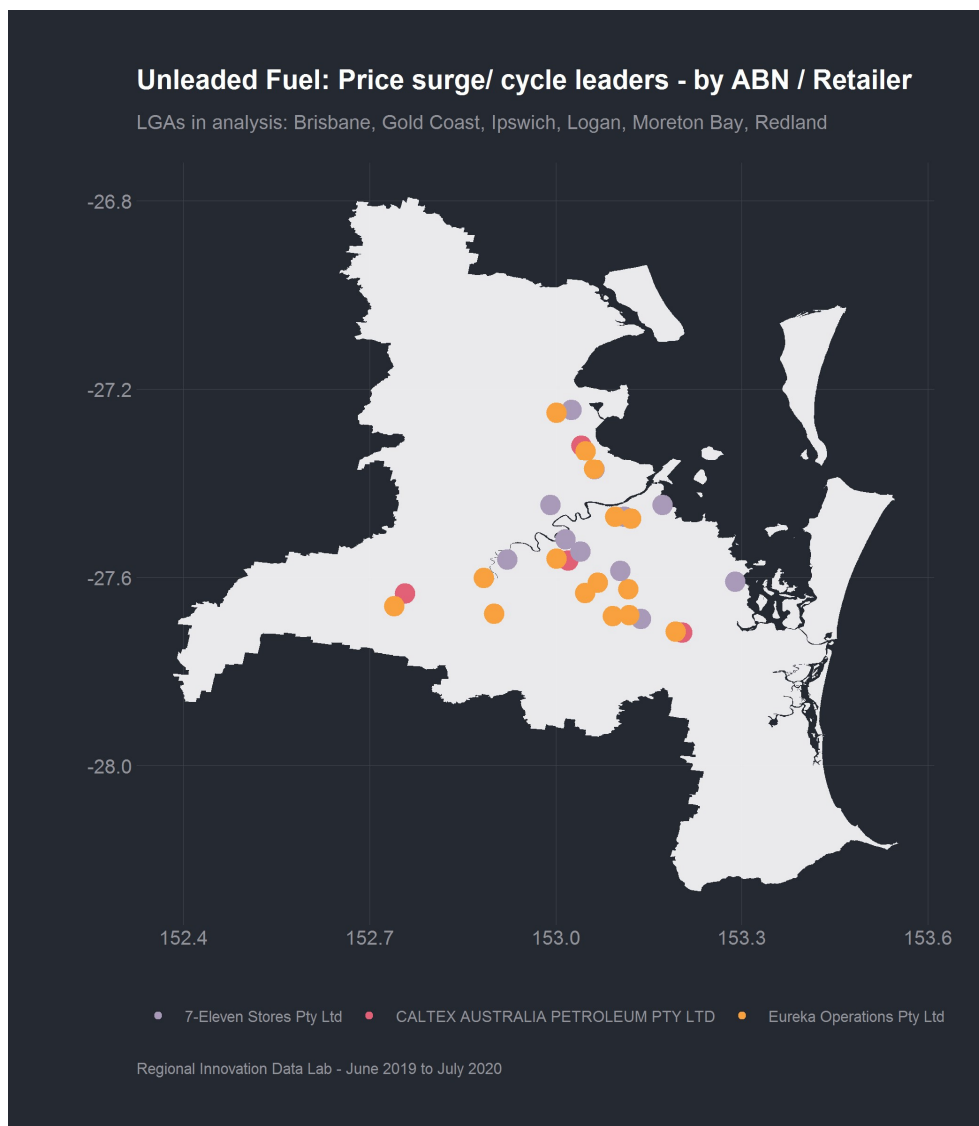 Unleaded Fuel: Price surge/ cycle leaders - by ABN / Retailer
LGAs in analysis: Brisbane, Gold Coast, Ipswich, Logan, Moreton Bay, Redland
-26.8
-27.2
-27.6
-28.0
152.4 152.7 153.0 153.3 153.6
7-Eleven Stores Pty Ltd CALTEX AUSTRALIA PETROLEUM PTY LTD Eureka Operations Pty Ltd
Regional Innovation Data Lab - June 2019 to July 2020